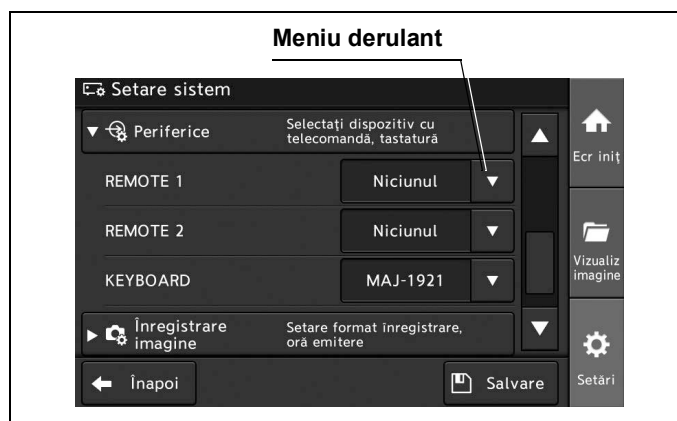 Meniu derulant
Setare sistem
Periferice
Selectați dispozitiv cu
telecomandă, tastatură
REMOTE 1
Niciunul
REMOTE 2
Niciunul
KEYBOARD
MAJ-1921
Înregistrare
imagine
Setare format înregistrare,
oră emitere
Înapoi
Salvare
Ecr iniț
Vizualiz
imagine
Setări